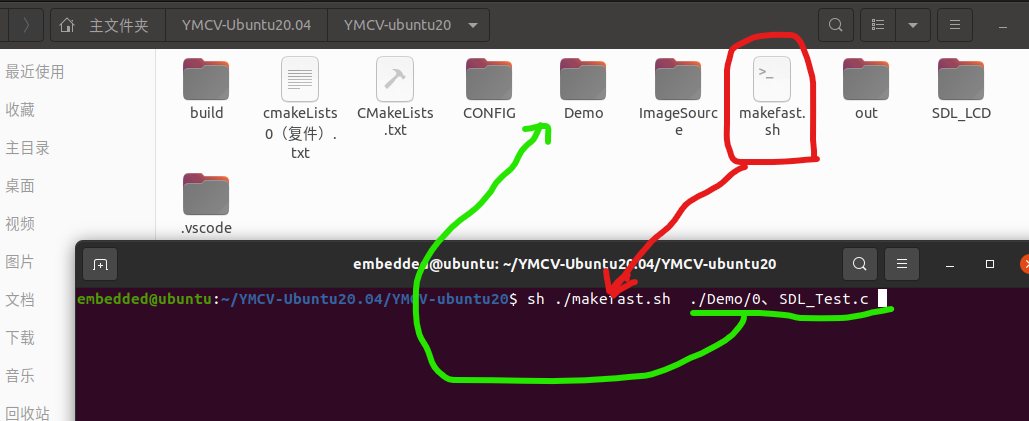 主文件夹 YMCV-Ubuntu20.04 YMCV-ubuntu20
最近使用
收藏
主目录
桌面
视频
图片
文档
下载
音乐
回收站
build
cmakeLists
0（复件）.
txt
CMakeLists
.txt
CONFIG
Demo
ImageSourc
e
makefast.
sh
out
SDL_LCD
.vscode
embedded@ubuntu: ~/YMCV-Ubuntu20.04/YMCV-ubuntu20
embedded@ubuntu:~/YMCV-Ubuntu20.04/YMCV-ubuntu20$ sh ./makefast.sh ./Demo/0、SDL_Test.c